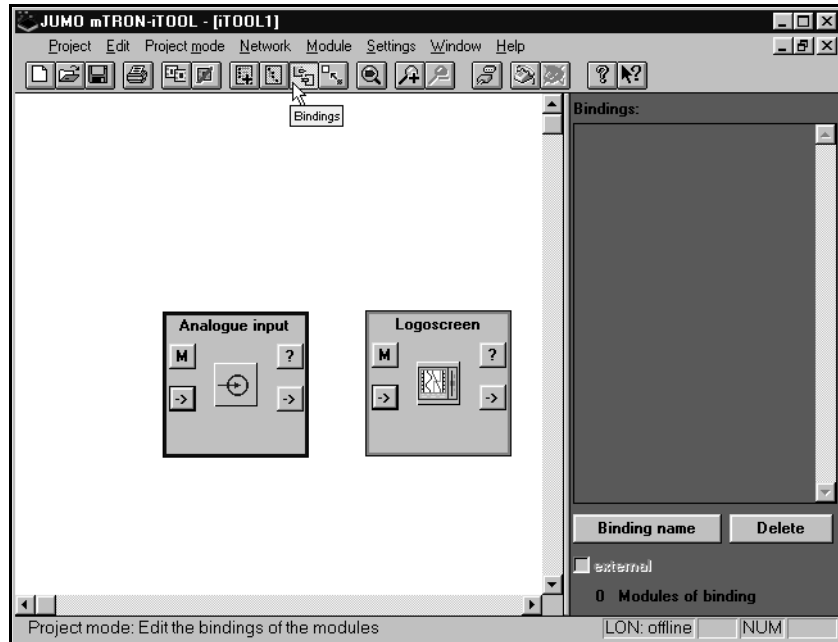 JUMO mTRON-iTOOL - [iTOOL1]
Project Edit Project mode Network Module Settings Window Help
Bindings
Bindings:
Analogue input
M ?
-> ->
Logoscreen
M ?
-> ->
Binding name Delete
external
0 Modules of binding
Project mode: Edit the bindings of the modules LON: offline NUM